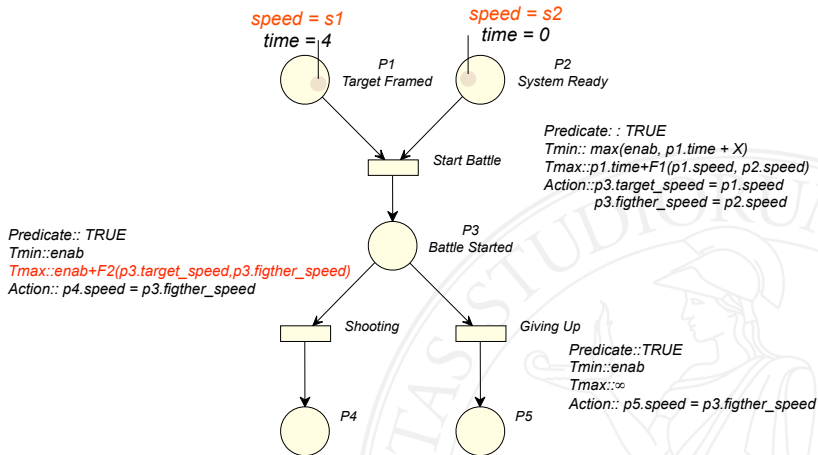 speed = s1
time = 4
speed = s2
time = 0
P1
Target Framed
P2
System Ready
Start Battle
Predicate: : TRUE
Tmin:: max(enab, p1.time + X)
Tmax::p1.time+F1(p1.speed, p2.speed)
Action::p3.target_speed = p1.speed
p3.figther_speed = p2.speed
P3
Battle Started
Predicate:: TRUE
Tmin::enab
Tmax::enab+F2(p3.target_speed,p3.figther_speed)
Action:: p4.speed = p3.figther_speed
Shooting
Giving Up
Predicate::TRUE
Tmin::enab
Tmax::∞
Action:: p5.speed = p3.figther_speed
P4
P5
TAS STUDIORUM